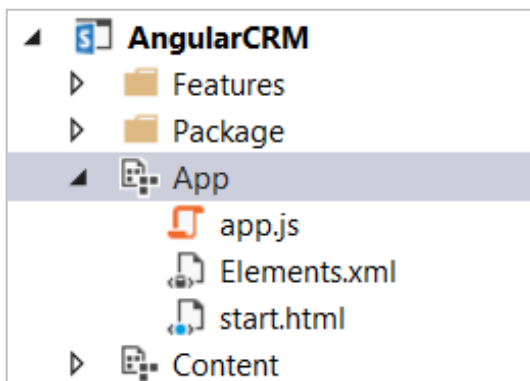 AngularCRM
Features
Package
App
app.js
Elements.xml
start.html
Content